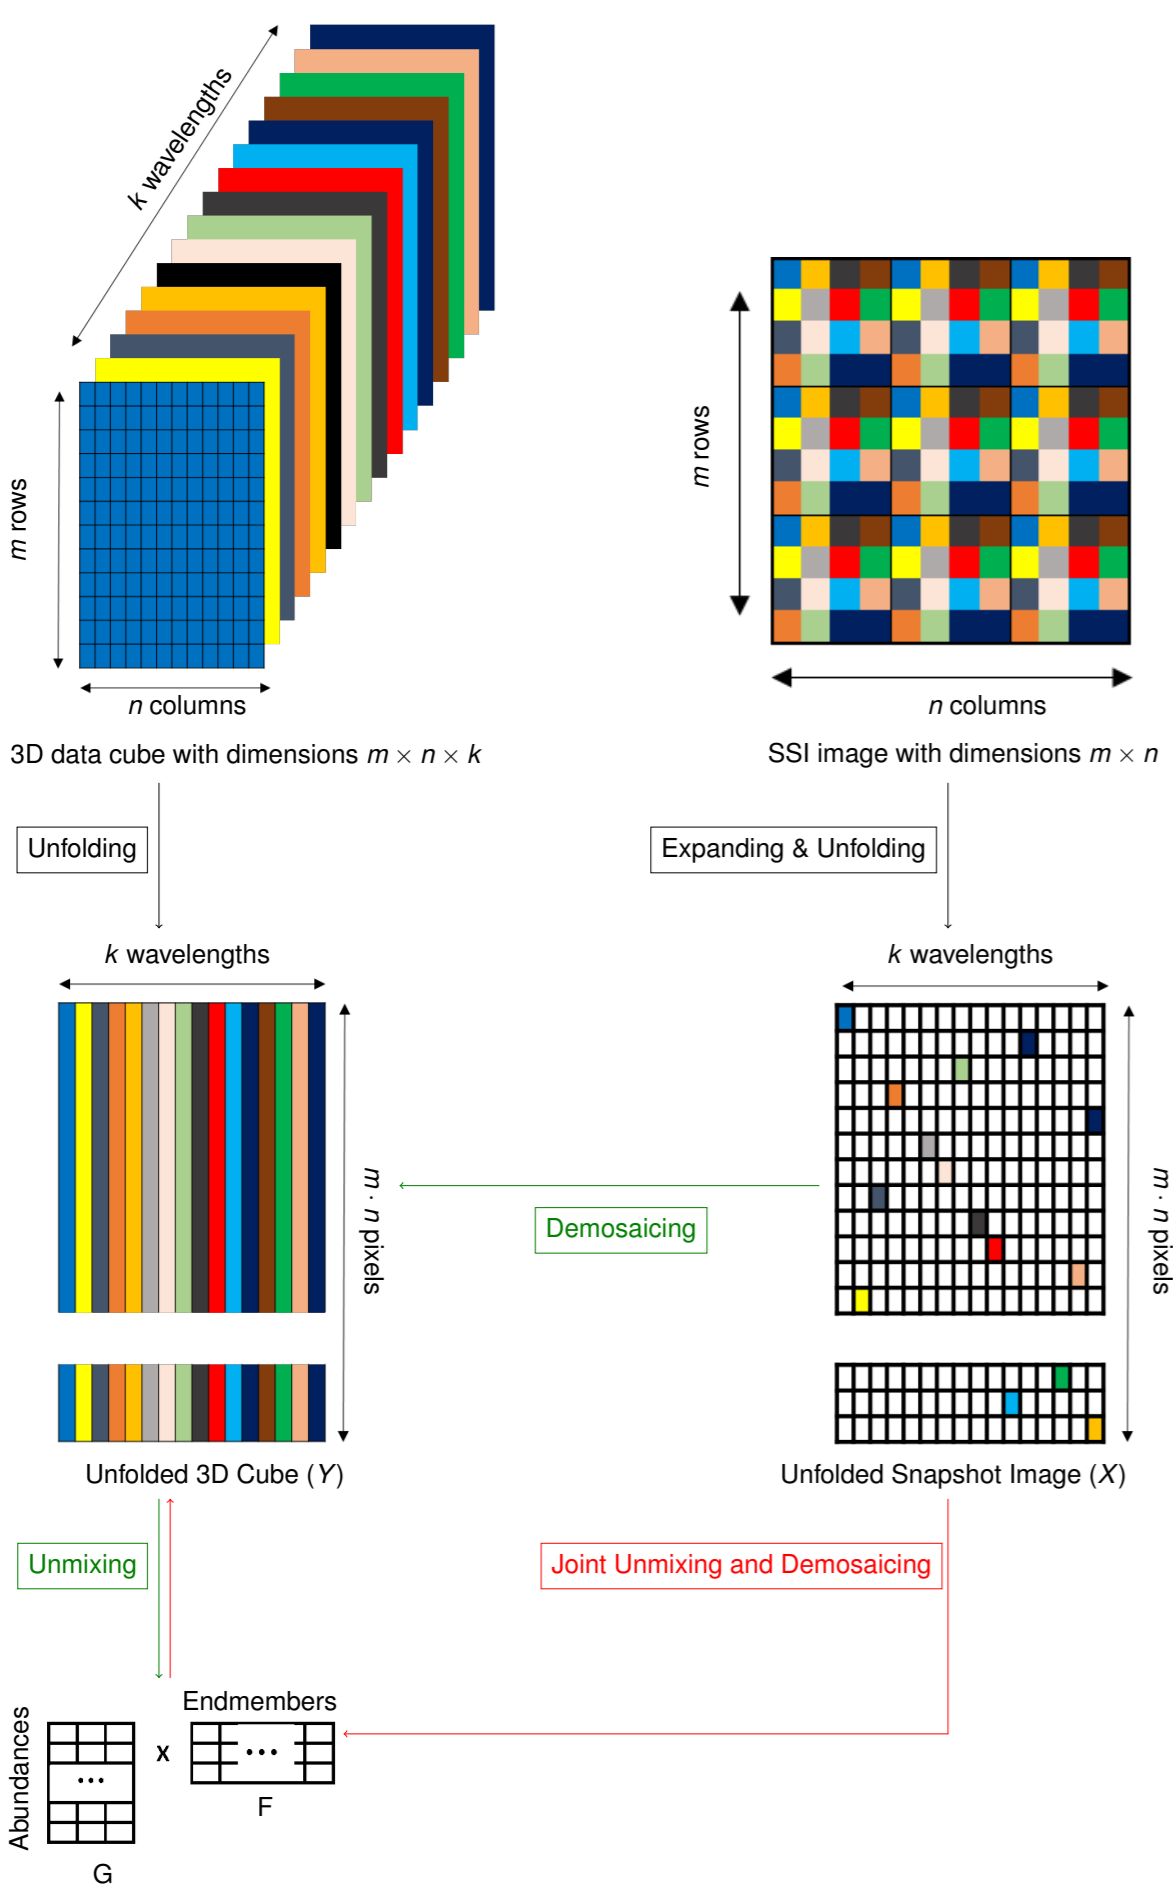 k wavelengths
m rows
n columns
3D data cube with dimensions m × n × k
m rows
n columns
SSI image with dimensions m × n
Unfolding
Expanding & Unfolding
k wavelengths
m · n pixels
Unfolded 3D Cube (Y)
k wavelengths
m · n pixels
Unfolded Snapshot Image (X)
Demosaicing
Unmixing
Joint Unmixing and Demosaicing
Abundances
...
G
x
Endmembers
...
F